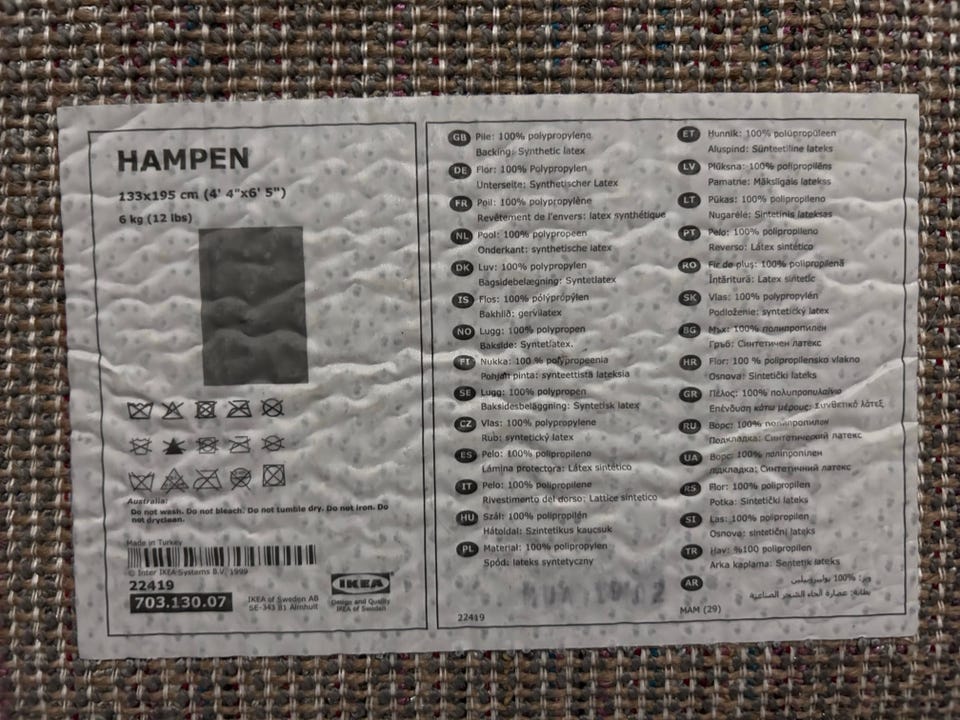 HAMPEN
133x195 cm (4' 4"x6' 5")
6 kg (12 lbs)
Australia:
Do not wash. Do not bleach. Do not tumble dry. Do not iron. Do
not dryclean.
Made in Turkey
© Inter IKEA Systems B.V. 1999
22419
703.130.07
IKEA of Sweden AB
SE-343 81 Älmhult
IKEA
Design and Quality
IKEA of Sweden
GB Pile: 100% polypropylene
Backing: Synthetic latex
DE Flor: 100% Polypropylen
Unterseite: Synthetischer Latex
FR Poil: 100% polypropylène
Revêtement de l'envers: latex synthétique
NL Pool: 100% polypropeen
Onderkant: synthetische latex
DK Luv: 100% polypropylen
Bagsidebelægning: Syntetlatex
IS Flos: 100% pólýprópýlen
Bakhlið: gervilatex
NO Lugg: 100% polypropen
Bakside: Syntetlatex.
FI Nukka: 100 % polypropeenia
Pohjan pinta: synteettistä lateksia
SE Lugg: 100% polypropen
Baksidesbeläggning: Syntetisk latex
CZ Vlas: 100% polypropylene
Rub: syntetický latex
ES Pelo: 100% polipropileno
Lámina protectora: Látex sintético
IT Pelo: 100% polipropilene
Rivestimento del dorso: Lattice sintetico
HU Szál: 100% polipropilén
Hátoldal: Szintetikus kaucsuk
PL Materiał: 100% polipropylen
Spód: lateks syntetyczny
22419
ET Hunnik: 100% polüpropüleen
Aluspind: Sünteetiline lateks
LV Plūksna: 100% polipropilēns
Pamatne: Mākslīgais latekss
LT Pūkas: 100% polipropileno
Nugarėlė: Sintetinis lateksas
PT Pelo: 100% polipropileno
Reverso: Látex sintético
RO Fir de pluş: 100% polipropilenă
Întăritură: Latex sintetic
SK Vlas: 100% polypropylén
Podloženie: syntetický latex
BG Мъх: 100% полипропилен
Гръб: Синтетичен латекс
HR Flor: 100 % polipropilensko vlakno
Osnova: Sintetički lateks
GR Πέλος: 100% πολυπροπυλαίνιο
Επένδυση κάτω μέρους: Συνθετικό λάτεξ
RU Ворс: 100% полипропилен
Подкладка: Синтетический латекс
UA Ворс: 100% поліпропілен
підкладка: Синтетичний латекс
RS Flor: 100% polipropilen
Potka: Sintetički lateks
SI Las: 100% polipropilen
Osnova: sintetični lateks
TR Hav: %100 polipropilen
Arka kaplama: Sentetik lateks
AR وبر: 100% بوليبروبيلين
بطانة: عصارة لحاء الشجر الصناعية
MAM (29)